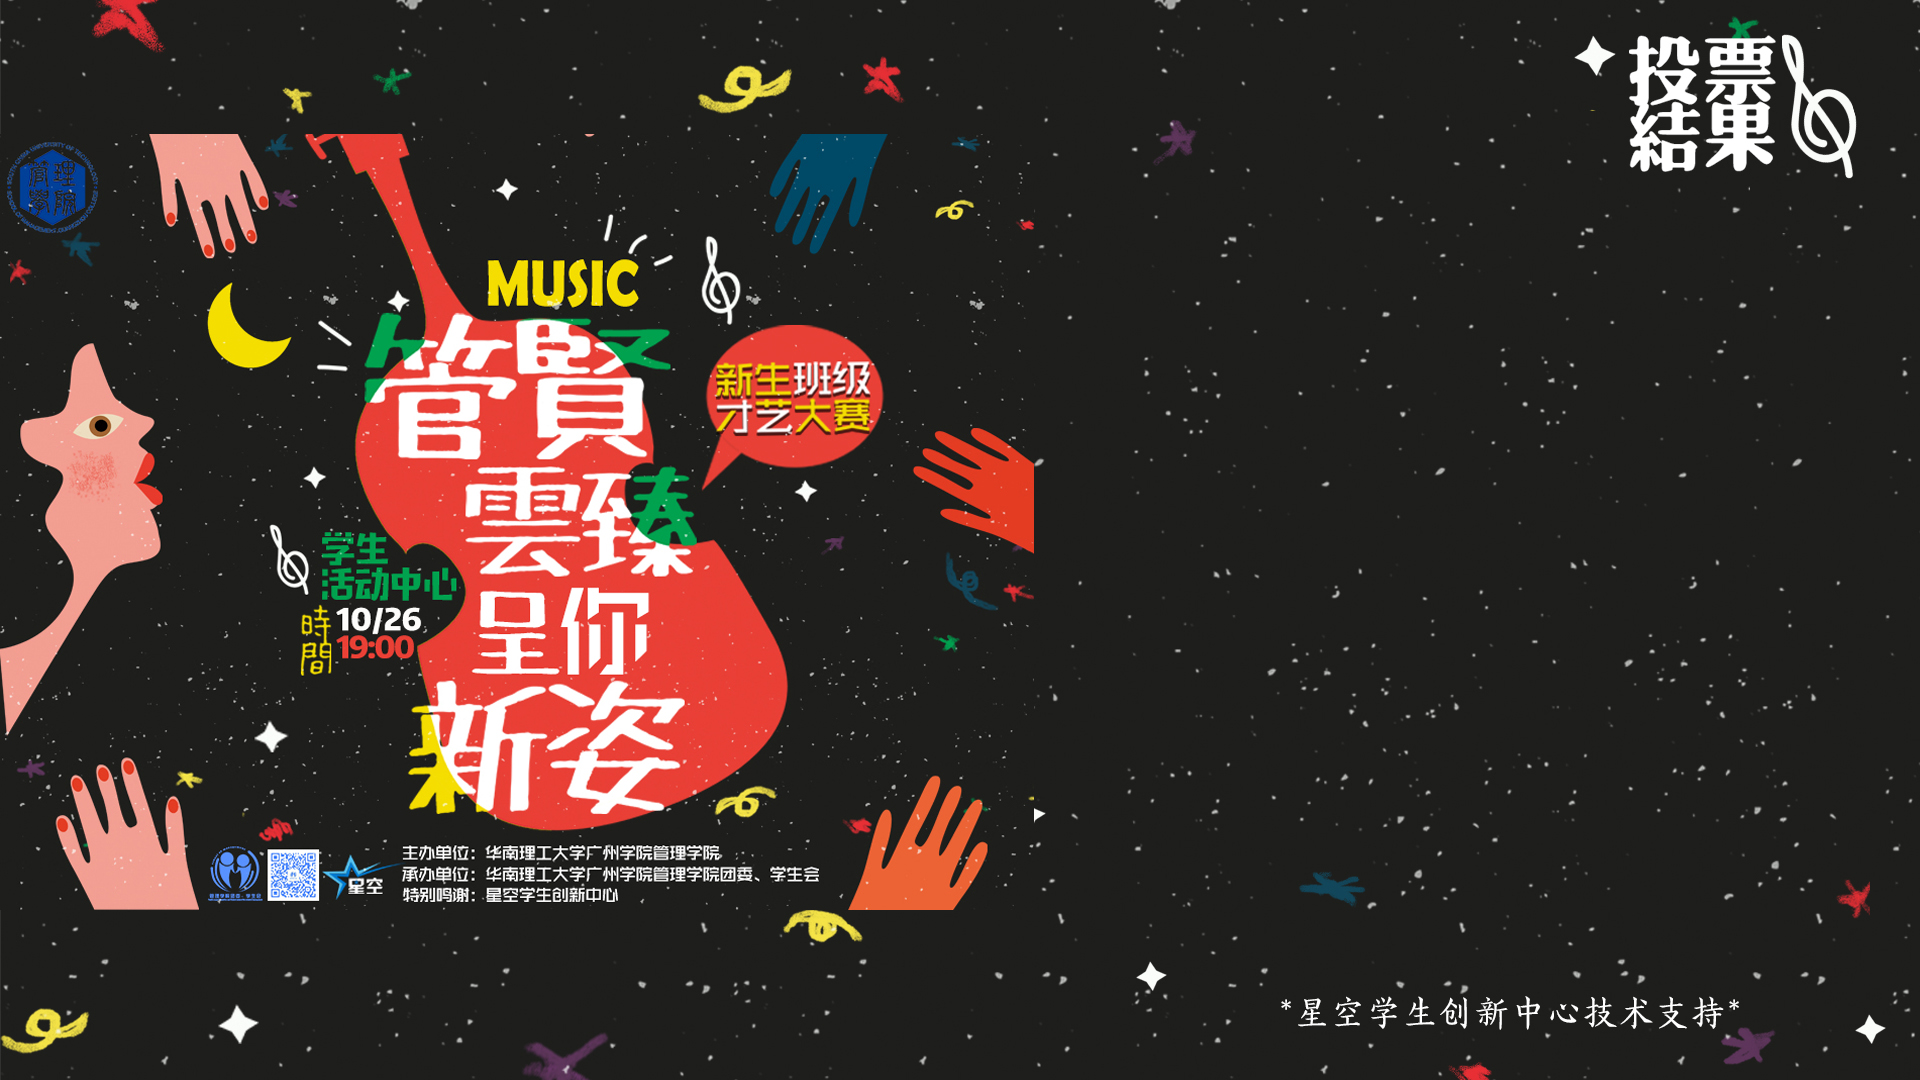 投票
結果
MUSIC
管賢
雲臻
呈你
新姿
新生班级
才艺大赛
学生
活动中心
時間
10/26
19:00
星空
主办单位：华南理工大学广州学院管理学院
承办单位：华南理工大学广州学院管理学院团委、学生会
特别鸣谢：星空学生创新中心
*星空学生创新中心技术支持*